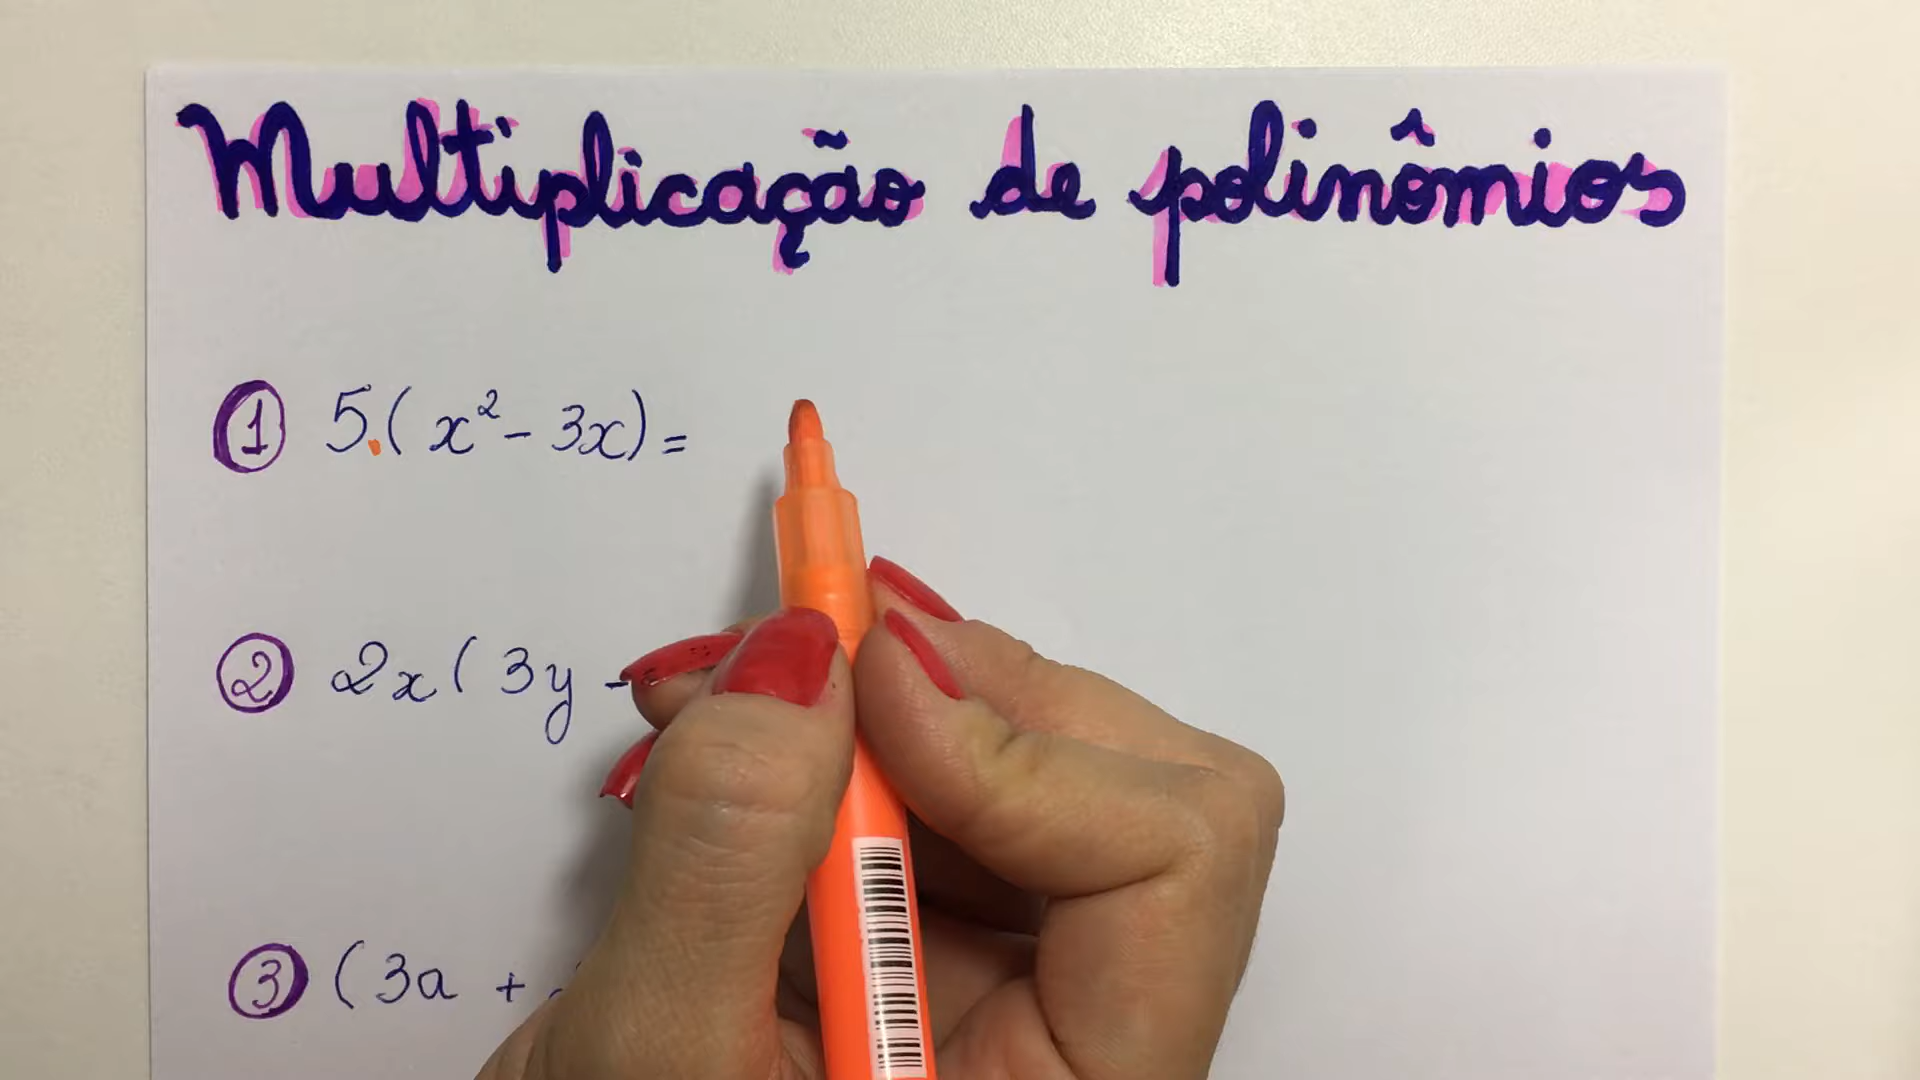 Multiplicação de polinômios
1 5.(x² - 3x) =
2 2x(3y -
3 (3a +